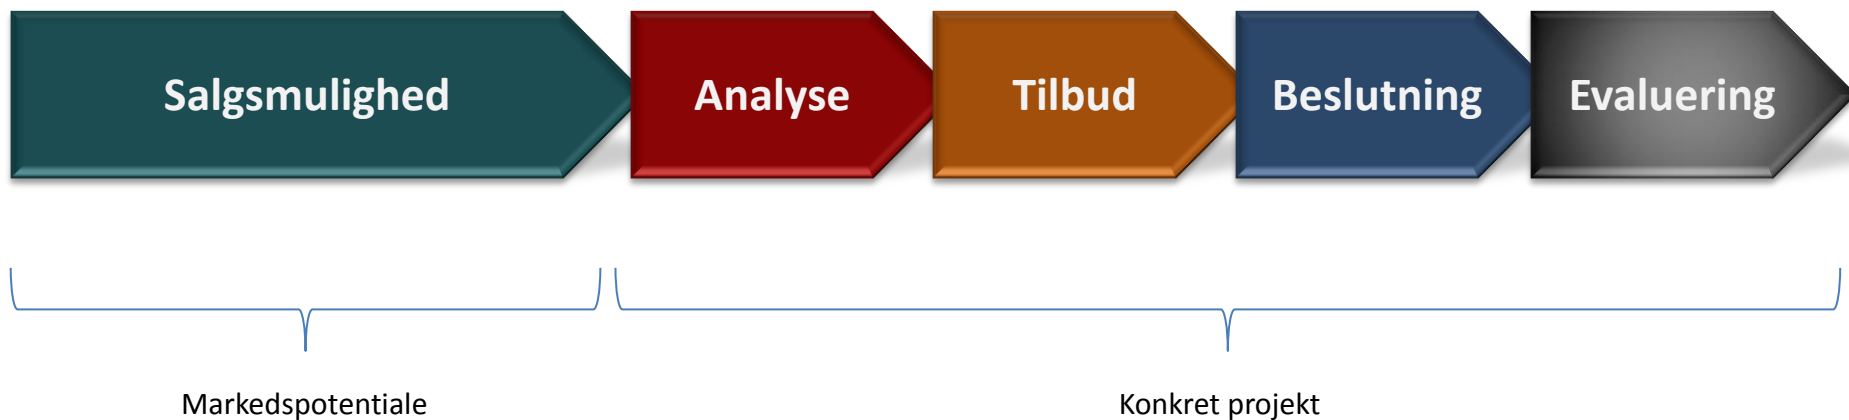 Salgsmulighed
Analyse
Tilbud
Beslutning
Evaluering
Markedspotentiale
Konkret projekt